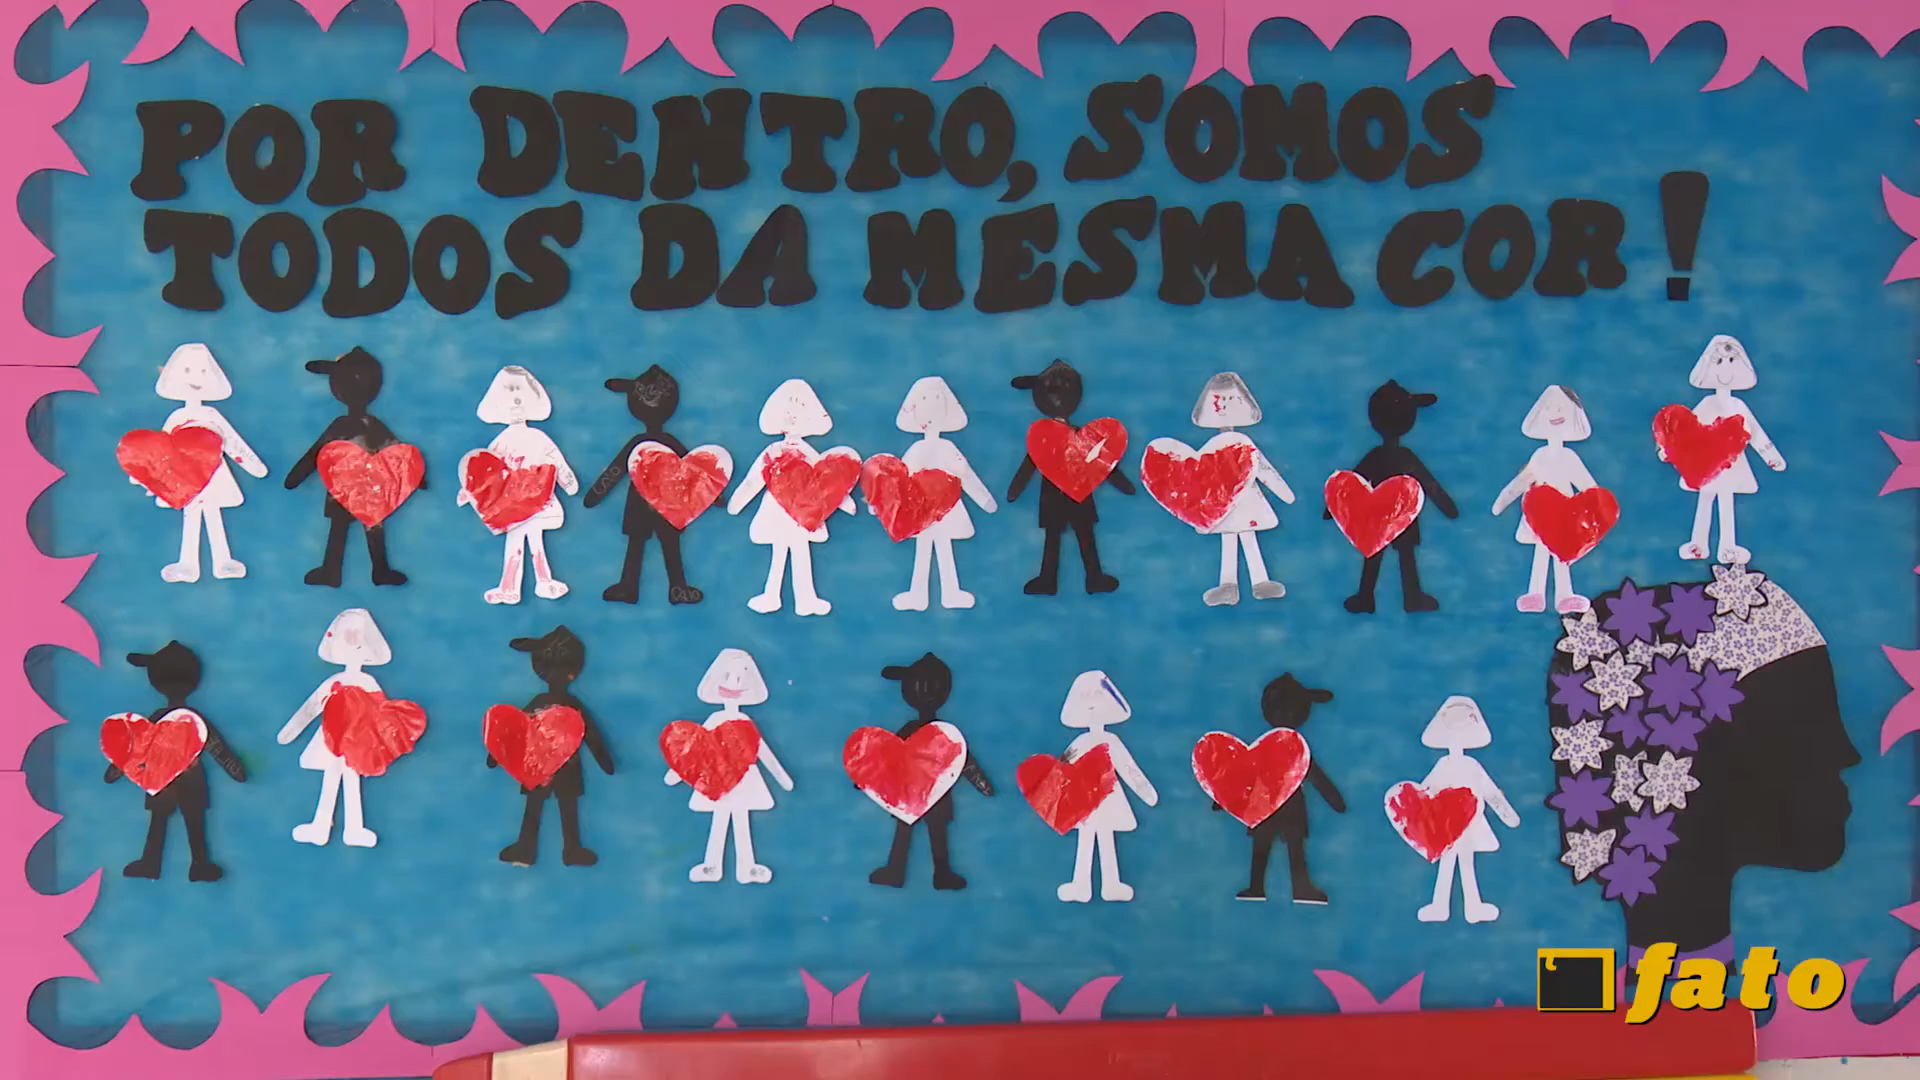 POR DENTRO, SOMOS
TODOS DA MESMA COR!
fato